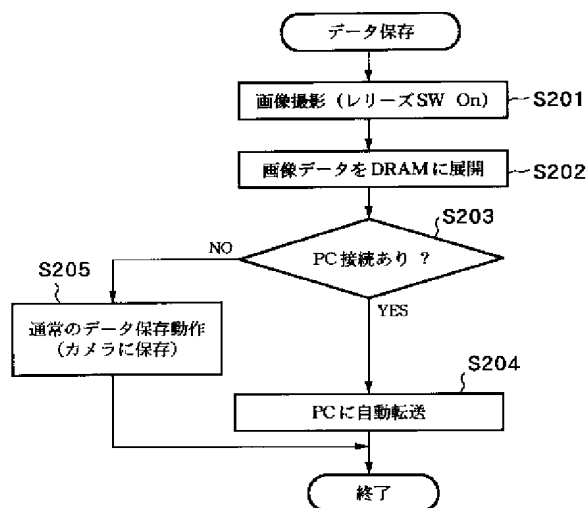 データ保存
画像撮影（レリーズSW On）
S201
画像データをDRAMに展開
S202
S203
PC接続あり ？
NO
YES
S205
通常のデータ保存動作
（カメラに保存）
S204
PCに自動転送
終了